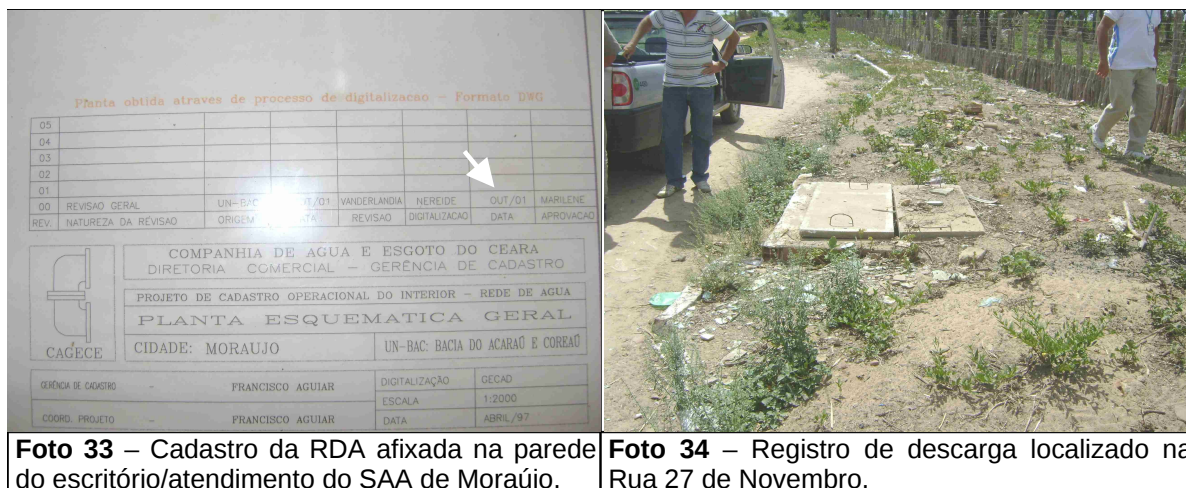 Planta obtida atraves de processo de digitalizacao – Formato DWG
05
04
03
02
01
00 REVISAO GERAL UN-BAC OUT/01 VANDERLANDIA NEREIDE OUT/01 MARILENE
REV. NATUREZA DA REVISAO ORIGEM DATA REVISAO DIGITALIZACAO DATA APROVACAO
COMPANHIA DE AGUA E ESGOTO DO CEARA
DIRETORIA COMERCIAL – GERÊNCIA DE CADASTRO
PROJETO DE CADASTRO OPERACIONAL DO INTERIOR – REDE DE AGUA
PLANTA ESQUEMATICA GERAL
CAGECE
CIDADE: MORAUJO UN-BAC: BACIA DO ACARAÚ E COREAÚ
GERÊNCIA DE CADASTRO – FRANCISCO AGUIAR DIGITALIZAÇÃO GECAD
ESCALA 1:2000
COORD. PROJETO – FRANCISCO AGUIAR DATA ABRIL/97
Foto 33 – Cadastro da RDA afixada na parede
do escritório/atendimento do SAA de Moraújo.
Foto 34 – Registro de descarga localizado na
Rua 27 de Novembro.